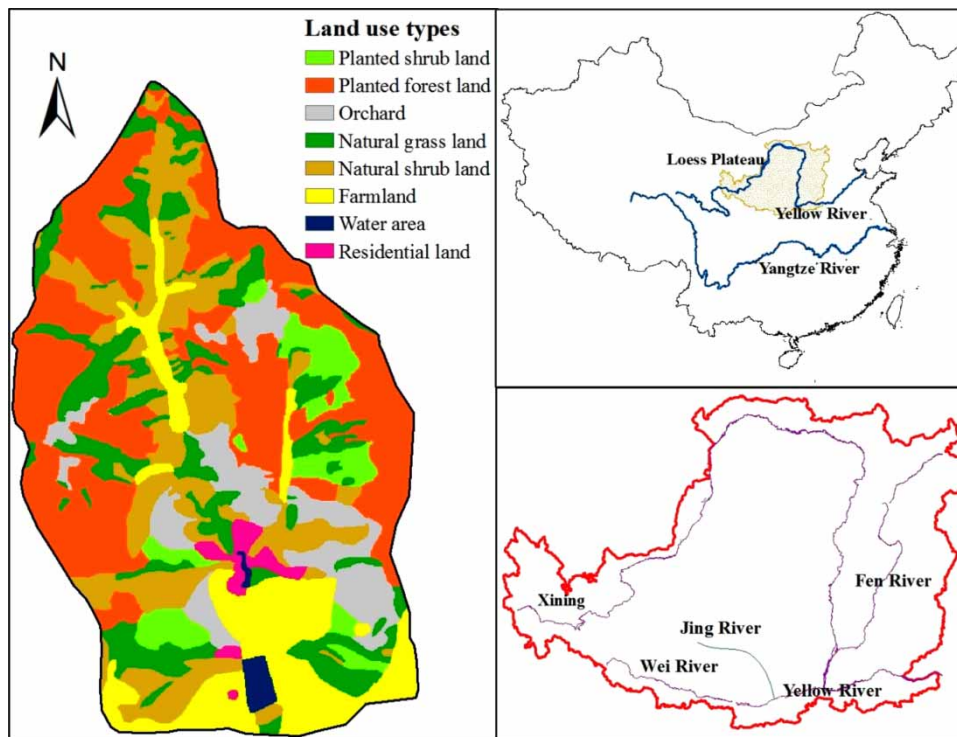 Land use types
N
Planted shrub land
Planted forest land
Orchard
Natural grass land
Natural shrub land
Farmland
Water area
Residential land
Loess Plateau
Yellow River
Yangtze River
Xining
Fen River
Jing River
Wei River
Yellow River